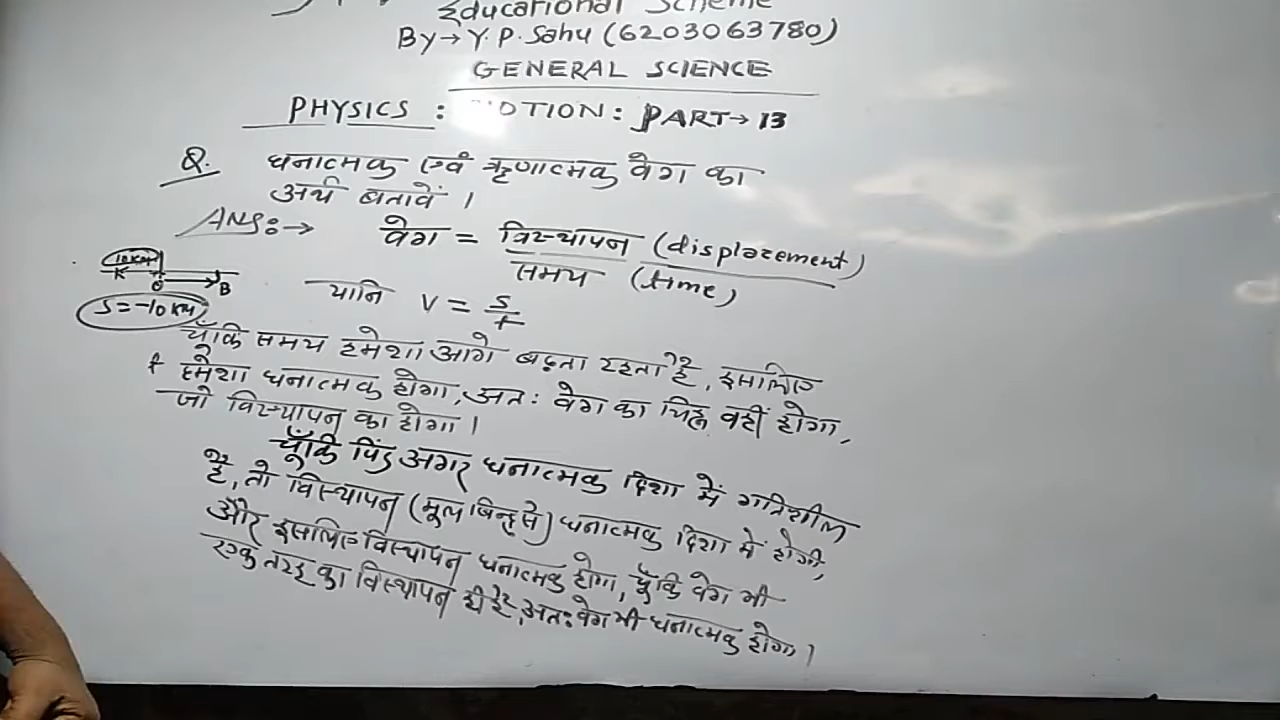 Educational Scheme
By→ Y. P. Sahu (6203063780)
GENERAL SCIENCE
PHYSICS : OTION: PART→ 13
Q. धनात्मक एवं ऋणात्मक वेग का
अर्थ बतावें ।
ANS:→ वेग = विस्थापन (displacement)
समय (time)
10KM
K O B
S = -10 KM
यानि V = S
t
चूँकि समय हमेशा आगे बढ़ता रहता है, इसलिए
t हमेशा धनात्मक होगा, अतः वेग का चिह्न वहीं होगा,
जो विस्थापन का होगा ।
चूँकि पिंड अगर धनात्मक दिशा में गतिशील
है, तो विस्थापन (मूल बिन्दु से) धनात्मक दिशा में होगी,
और इसलिए विस्थापन धनात्मक होगा, चूँकि वेग भी
एक तरह का विस्थापन ही है, अतः वेग भी धनात्मक होगा ।